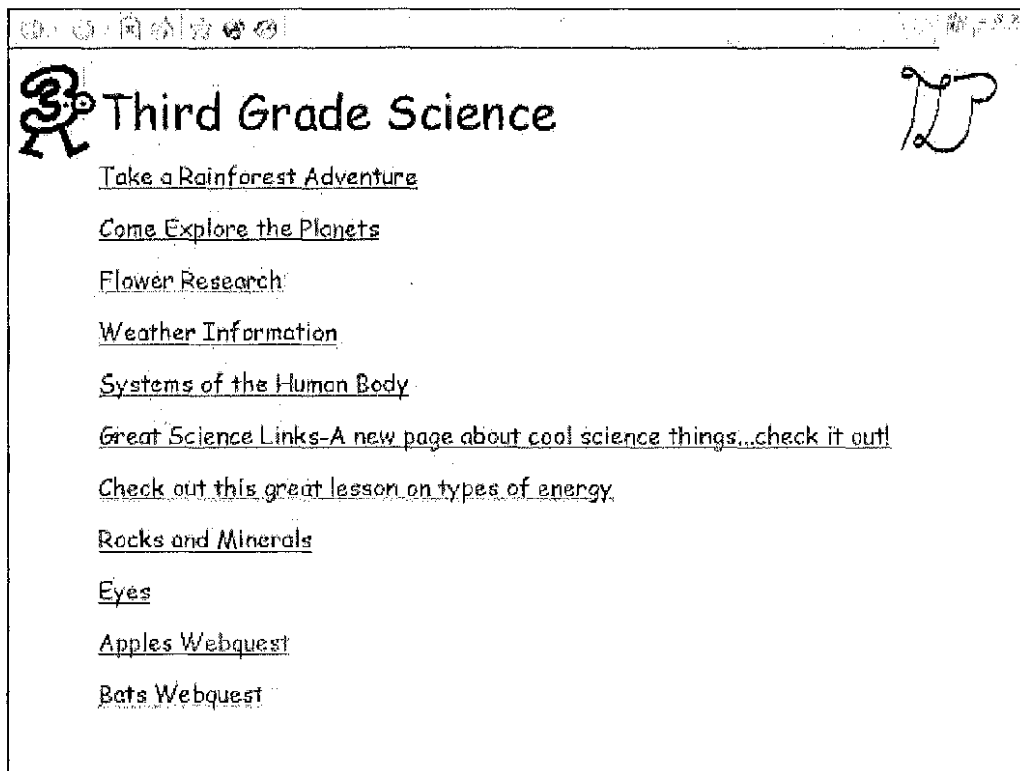 Third Grade Science
Take a Rainforest Adventure
Come Explore the Planets
Flower Research
Weather Information
Systems of the Human Body
Great Science Links-A new page about cool science things...check it out!
Check out this great lesson on types of energy
Rocks and Minerals
Eyes
Apples Webquest
Bats Webquest